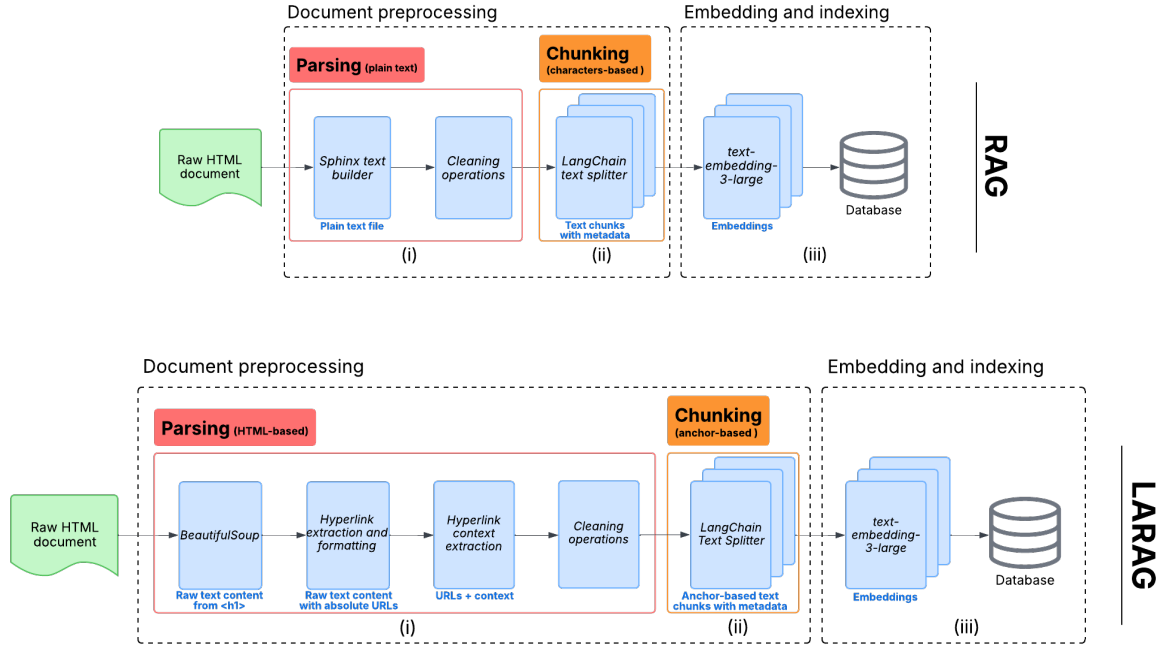 Document preprocessing
Embedding and indexing
Parsing (plain text)
Chunking
(characters-based )
Raw HTML
document
Sphinx text
builder
Plain text file
Cleaning
operations
(i)
LangChain
text splitter
Text chunks
with metadata
(ii)
text-
embedding-
3-large
Embeddings
Database
(iii)
RAG
Document preprocessing
Embedding and indexing
Parsing (HTML-based)
Chunking
(anchor-based )
Raw HTML
document
BeautifulSoup
Raw text content
from <h1>
Hyperlink
extraction and
formatting
Raw text content
with absolute URLs
Hyperlink
context
extraction
URLs + context
Cleaning
operations
(i)
LangChain
Text Splitter
Anchor-based text
chunks with metadata
(ii)
text-
embedding-
3-large
Embeddings
Database
(iii)
LARAG